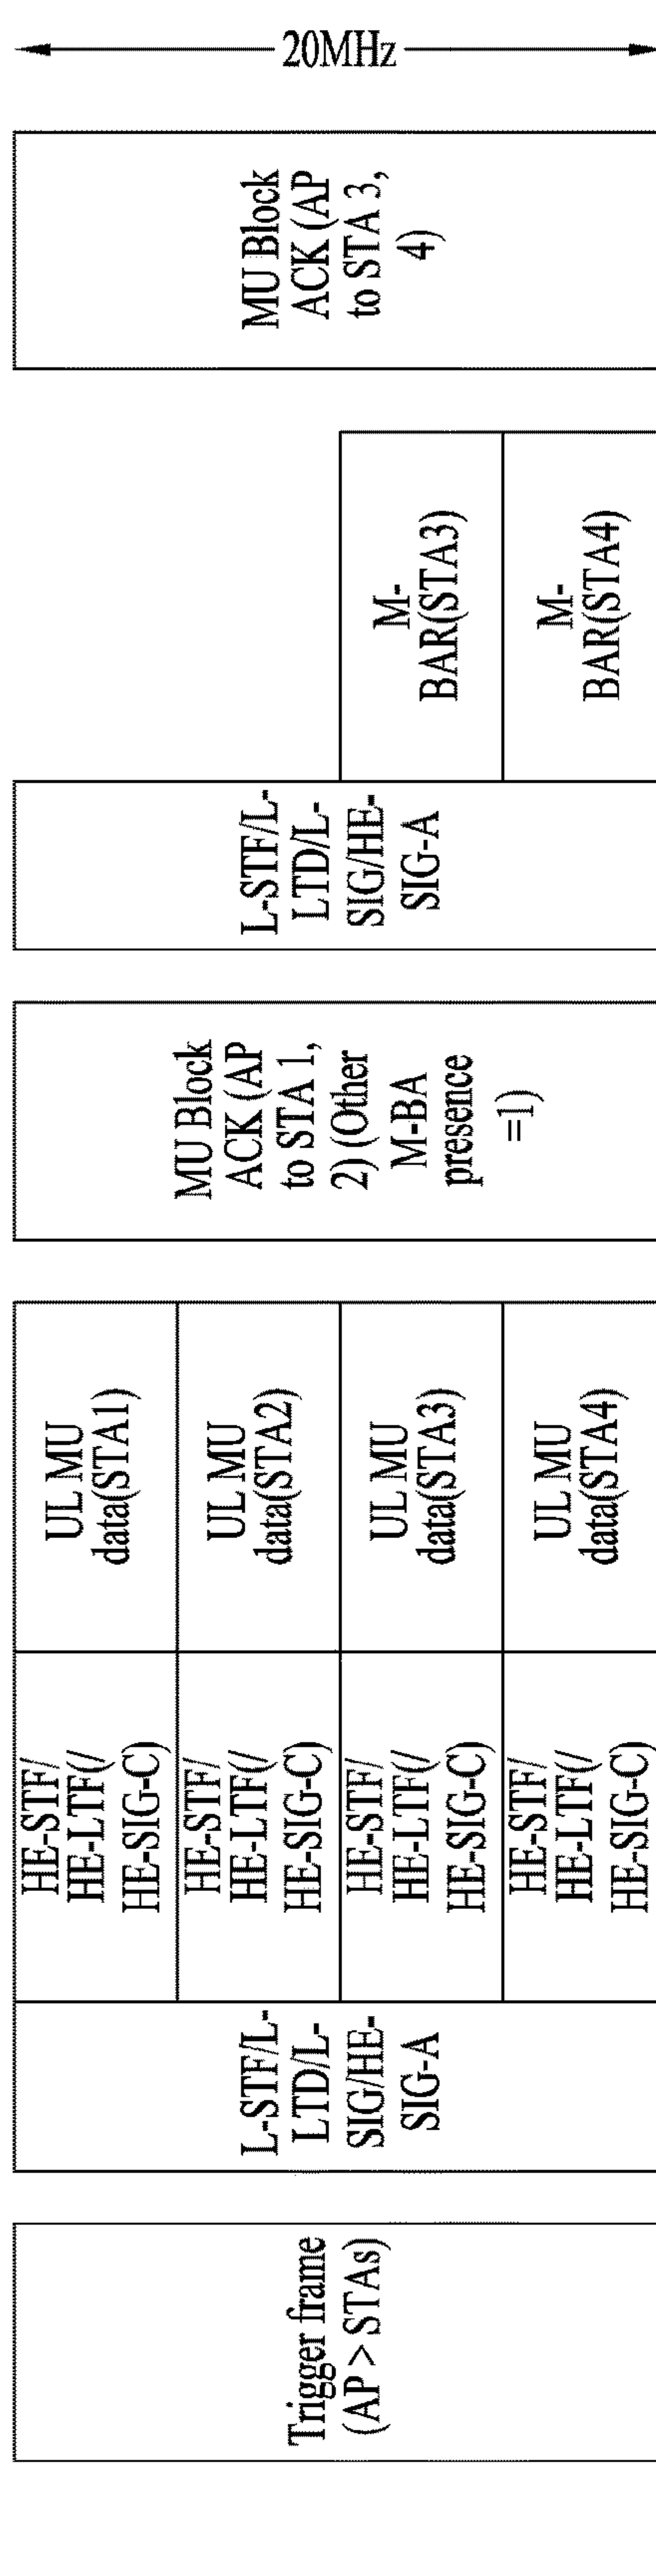 Trigger frame
(AP > STAs)
L-STF/L-
LTD/L-
SIG/HE-
SIG-A
HE-STF/
HE-LTF(/
HE-SIG-C)
UL MU
data(STA1)
HE-STF/
HE-LTF(/
HE-SIG-C)
UL MU
data(STA2)
HE-STF/
HE-LTF(/
HE-SIG-C)
UL MU
data(STA3)
HE-STF/
HE-LTF(/
HE-SIG-C)
UL MU
data(STA4)
MU Block
ACK (AP
to STA 1,
2) (Other
M-BA
presence
=1)
L-STF/L-
LTD/L-
SIG/HE-
SIG-A
M-
BAR(STA3)
M-
BAR(STA4)
MU Block
ACK (AP
to STA 3,
4)
20MHz